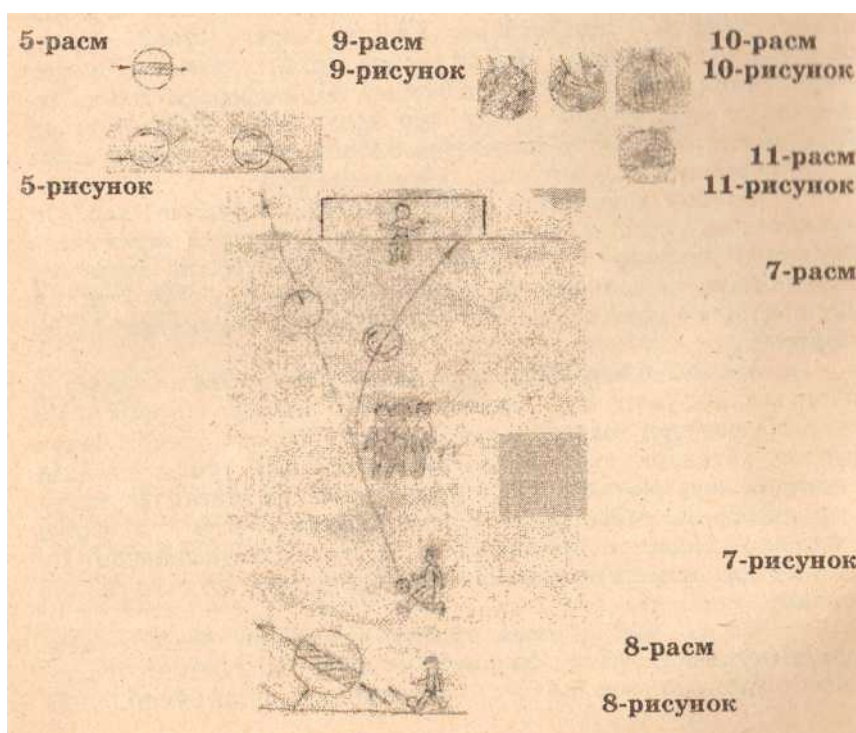 5-расм
9-расм
9-рисунок
10-расм
10-рисунок
11-расм
11-рисунок
5-рисунок
7-расм
7-рисунок
8-расм
8-рисунок